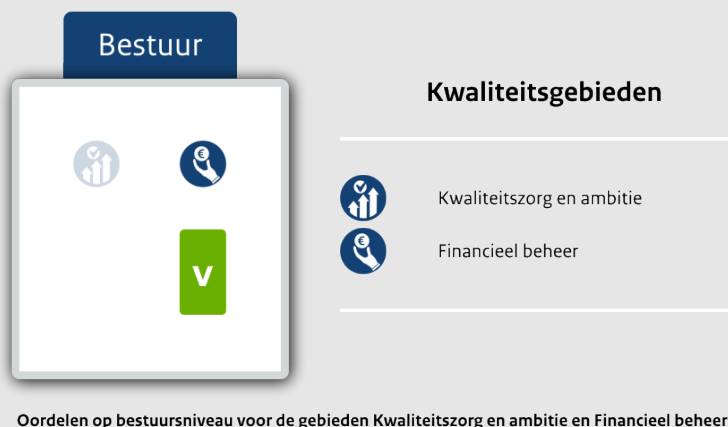 Bestuur
Kwaliteitsgebieden
Kwaliteitszorg en ambitie
Financieel beheer
V
Oordelen op bestuursniveau voor de gebieden Kwaliteitszorg en ambitie en Financieel beheer